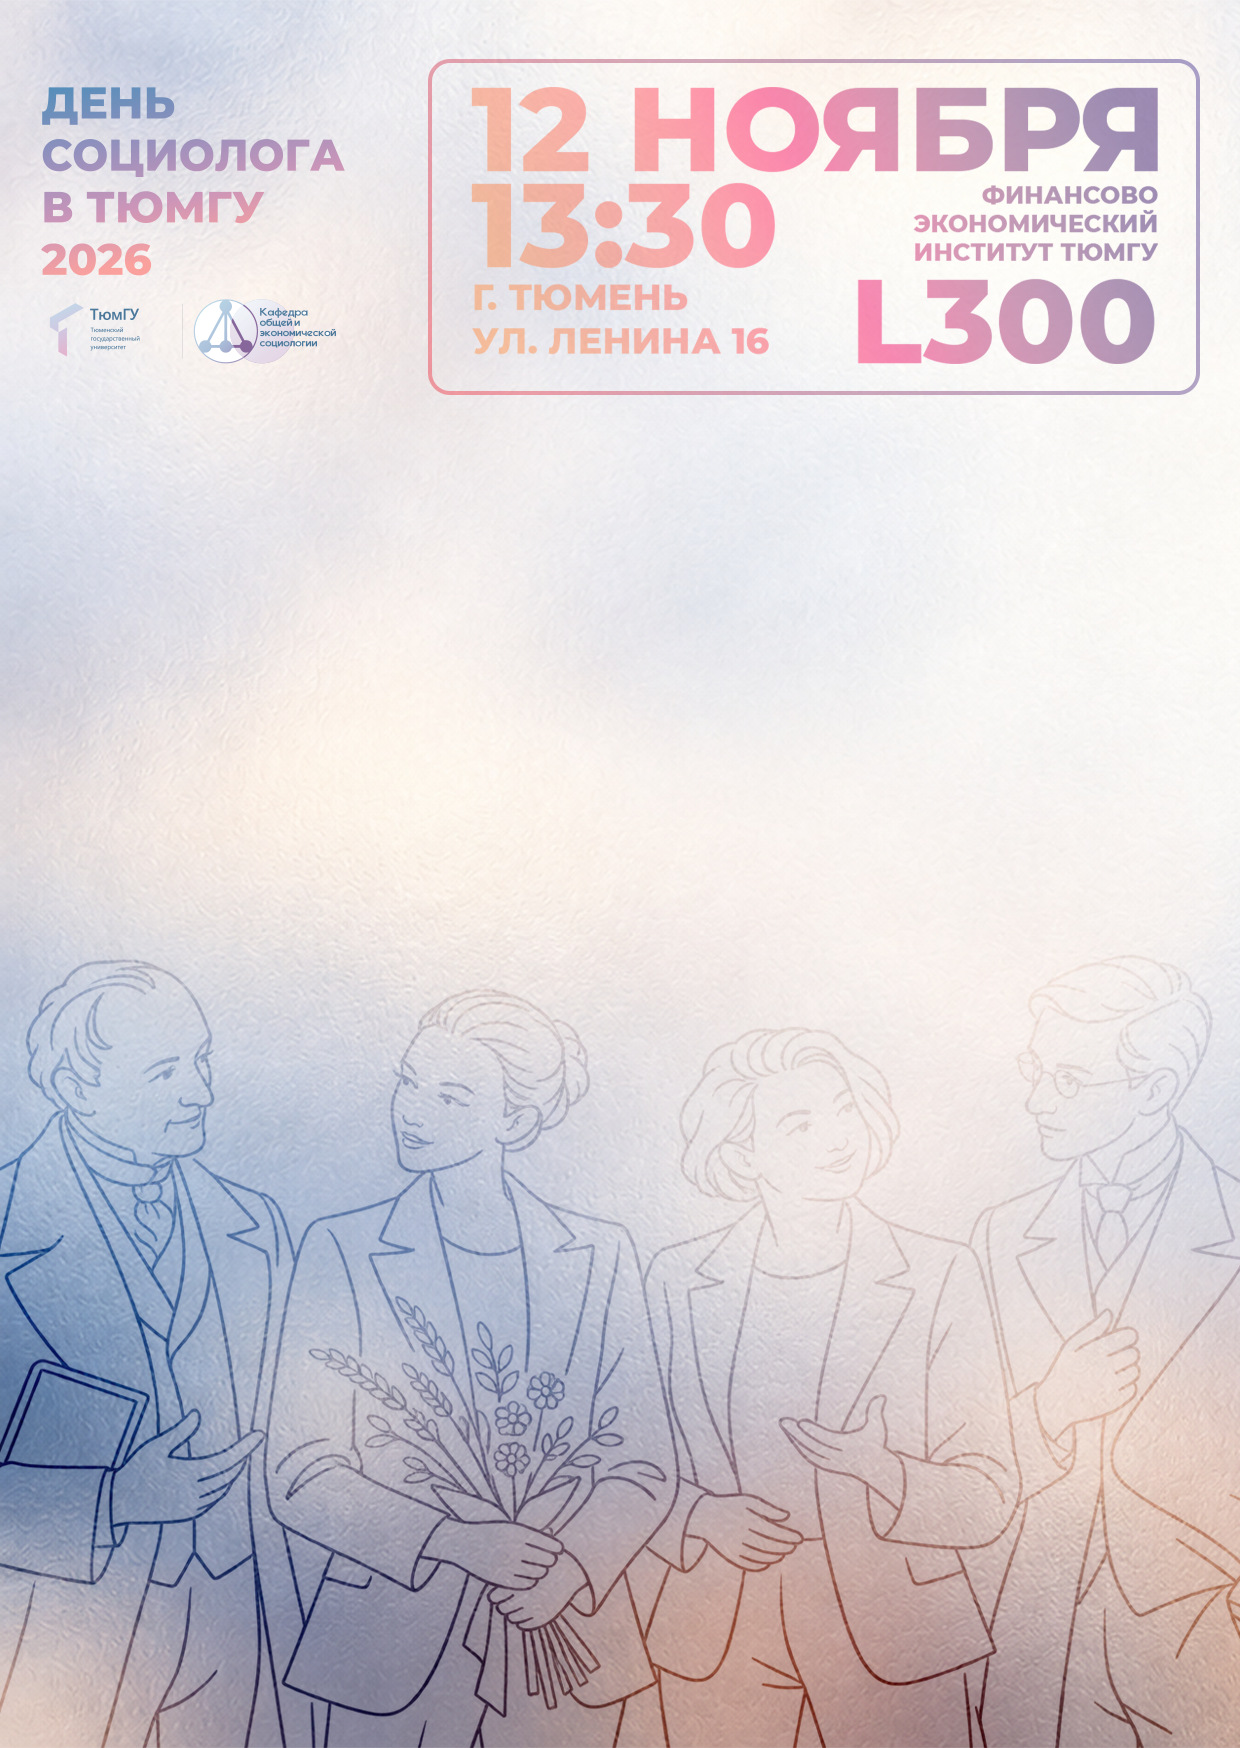 ДЕНЬ
СОЦИОЛОГА
В ТЮМГУ
2026
ТюмГУ
Тюменский
государственный
университет
Кафедра
общей и
экономической
социологии
12 НОЯБРЯ
13:30
ФИНАНСОВО
ЭКОНОМИЧЕСКИЙ
ИНСТИТУТ ТЮМГУ
Г. ТЮМЕНЬ
УЛ. ЛЕНИНА 16
L300